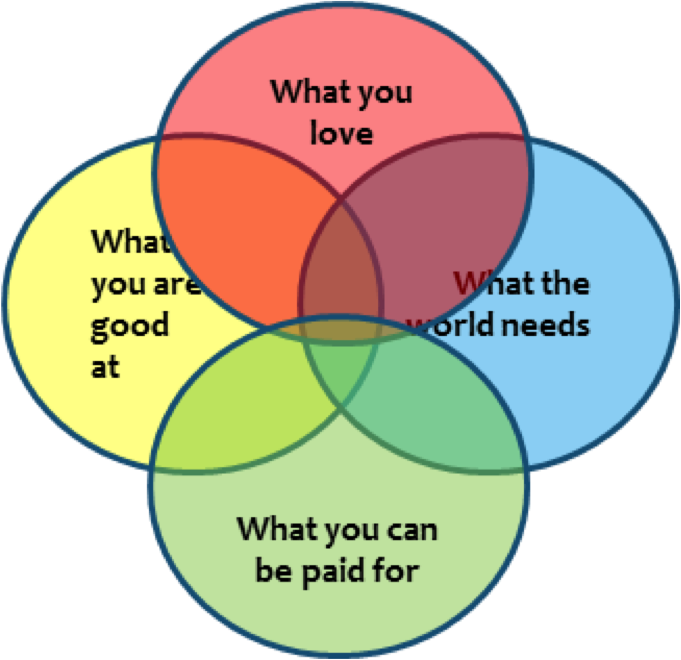 What you
love
What
you are
good
at
What the
world needs
What you can
be paid for